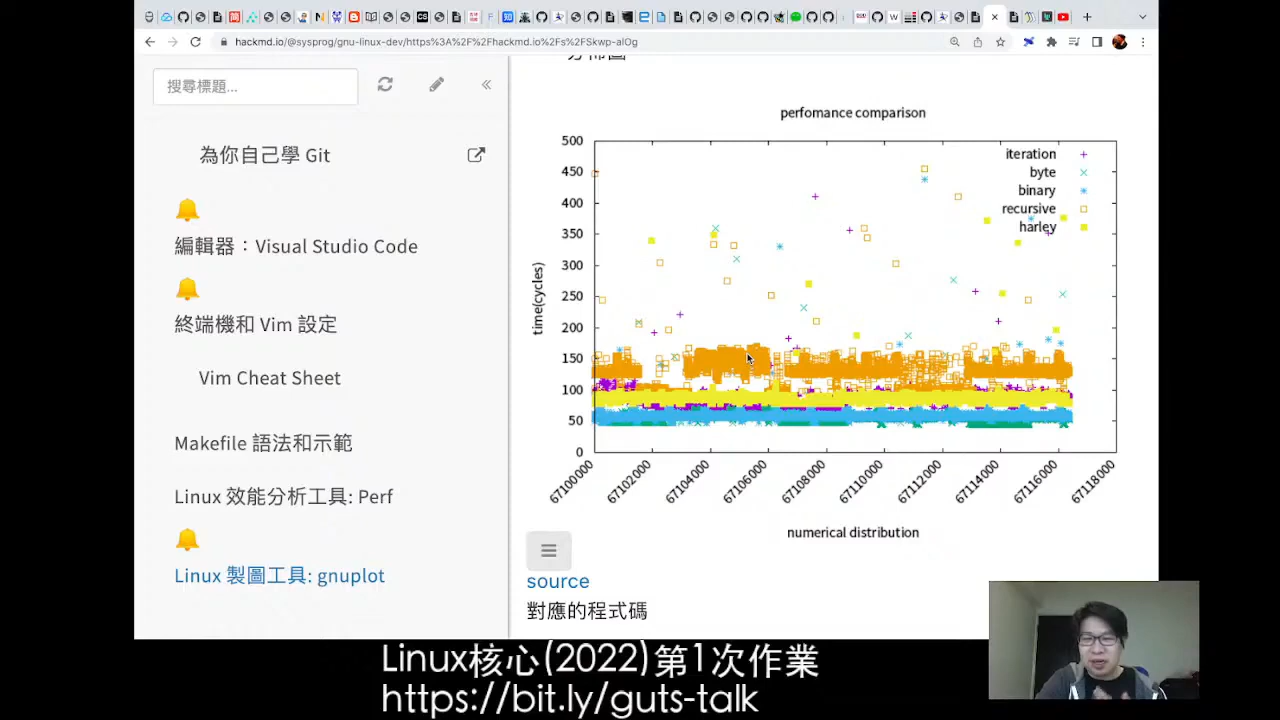 hackmd.io/@sysprog/gnu-linux-dev/https%3A%2F%2Fhackmd.io%2Fs%2FSkwp-alOg
搜尋標題...
為你自己學 Git
編輯器：Visual Studio Code
終端機和 Vim 設定
Vim Cheat Sheet
Makefile 語法和示範
Linux 效能分析工具: Perf
Linux 製圖工具: gnuplot
perfomance comparison
time(cycles)
500
450
400
350
300
250
200
150
100
50
0
iteration
byte
binary
recursive
harley
67100000
67102000
67104000
67106000
67108000
67110000
67112000
67114000
67116000
67118000
numerical distribution
source
對應的程式碼
Linux核心(2022)第1次作業
https://bit.ly/guts-talk